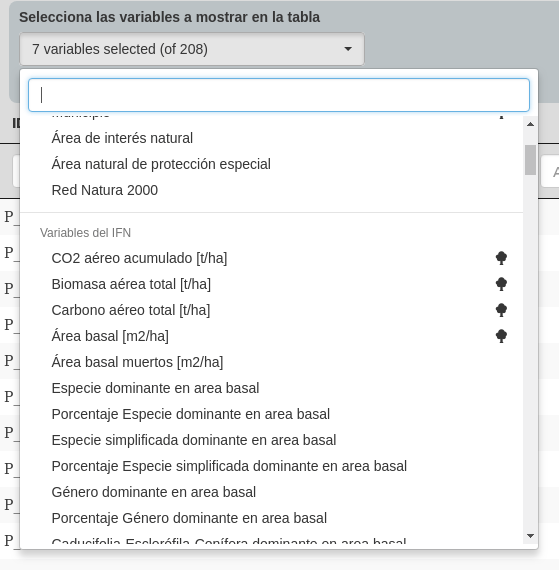 Selecciona las variables a mostrar en la tabla
7 variables selected (of 208)
Municipio
Área de interés natural
Área natural de protección especial
Red Natura 2000
Variables del IFN
CO2 aéreo acumulado [t/ha]
Biomasa aérea total [t/ha]
Carbono aéreo total [t/ha]
Área basal [m2/ha]
Área basal muertos [m2/ha]
Especie dominante en area basal
Porcentaje Especie dominante en area basal
Especie simplificada dominante en area basal
Porcentaje Especie simplificada dominante en area basal
Género dominante en area basal
Porcentaje Género dominante en area basal
Caducifolia Esclerófila Conífera dominante en area basal
P_
P_
P_
P_
P_
P_
P_
P_
P_
P_